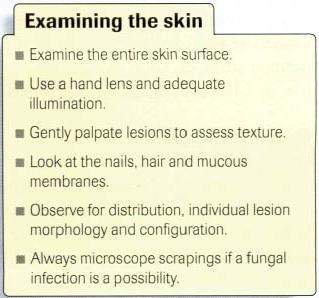 Examining the skin
■ Examine the entire skin surface.
■ Use a hand lens and adequate
illumination.
■ Gently palpate lesions to assess texture.
■ Look at the nails, hair and mucous
membranes.
■ Observe for distribution, individual lesion
morphology and configuration.
■ Always microscope scrapings if a fungal
infection is a possibility.